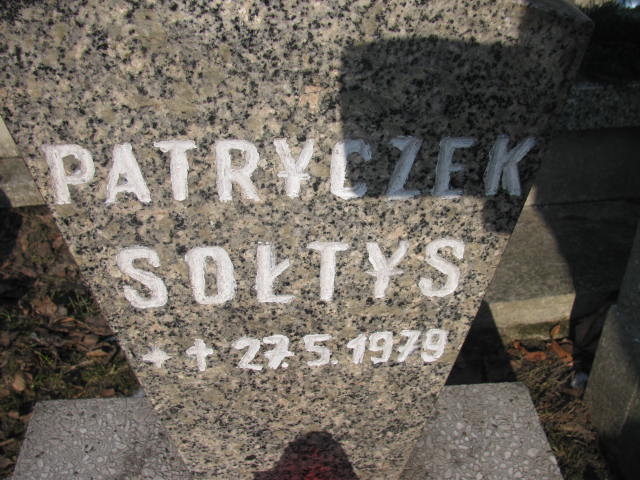 PATRYCZEK
SOŁTYS
* † 27.5.1979